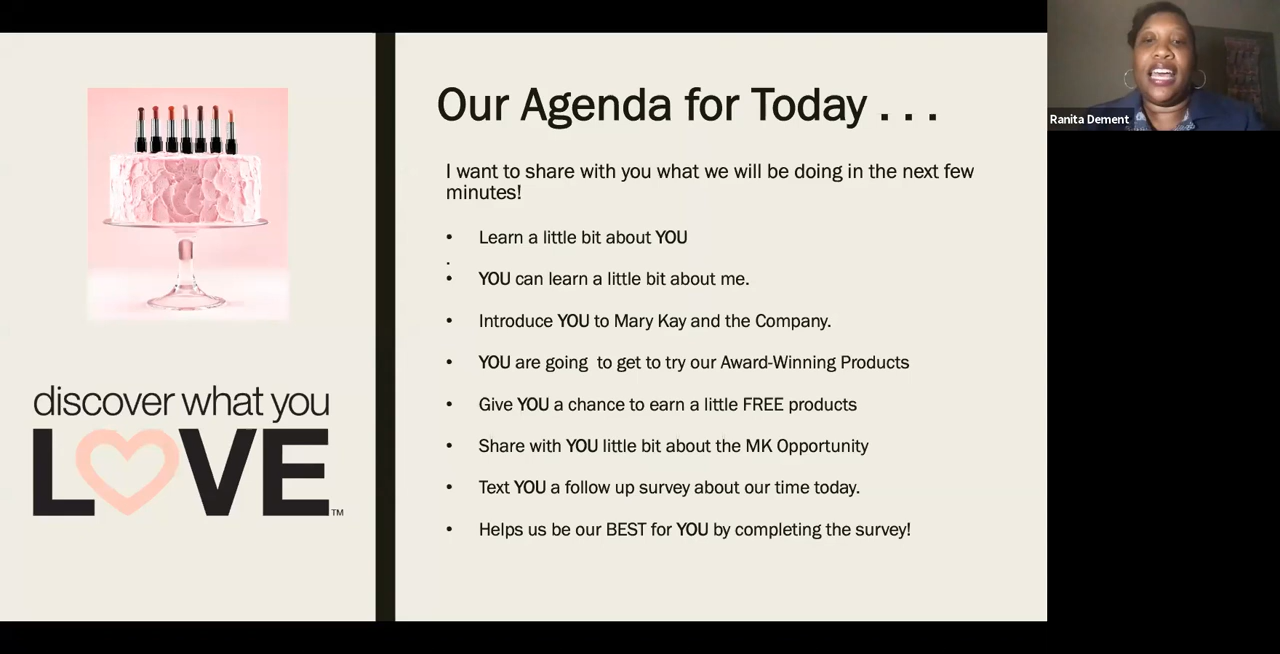 Our Agenda for Today . . .
I want to share with you what we will be doing in the next few
minutes!
• Learn a little bit about YOU
.
• YOU can learn a little bit about me.
• Introduce YOU to Mary Kay and the Company.
• YOU are going  to get to try our Award-Winning Products
• Give YOU a chance to earn a little FREE products
• Share with YOU little bit about the MK Opportunity
• Text YOU a follow up survey about our time today.
• Helps us be our BEST for YOU by completing the survey!
discover what you
LOVE™
Ranita Dement